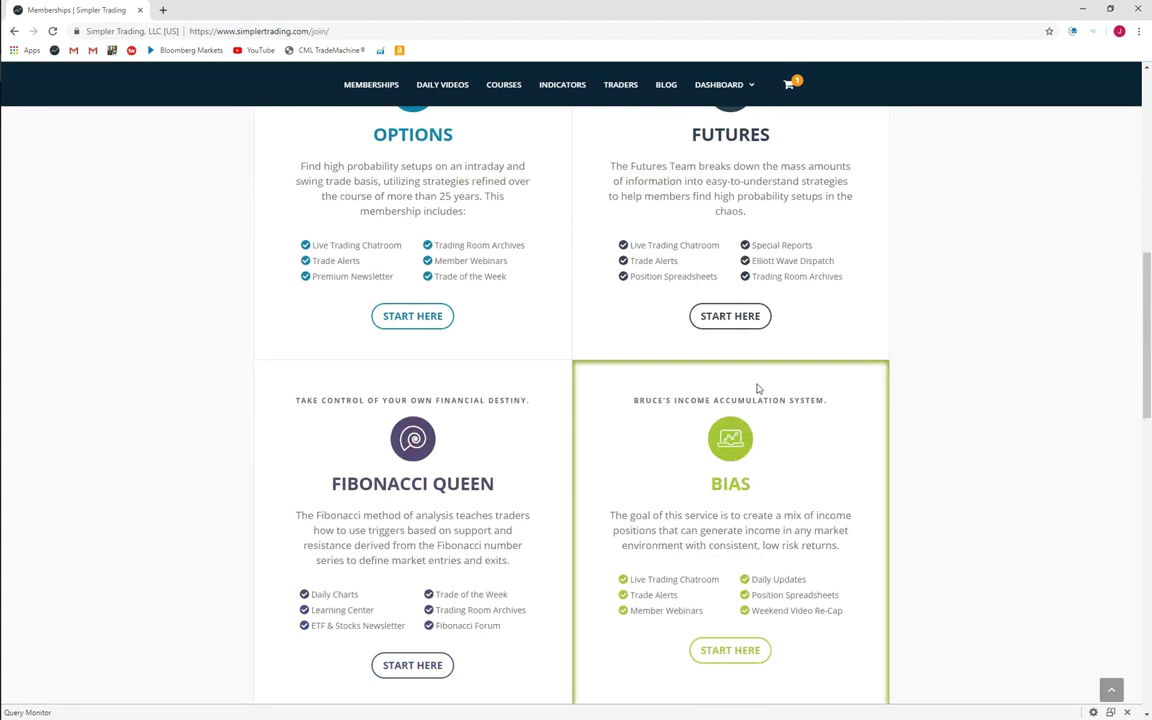 Memberships | Simpler Trading
Simpler Trading, LLC [US] | https://www.simplertrading.com/join/
Apps Bloomberg Markets YouTube CML TradeMachine®
MEMBERSHIPS DAILY VIDEOS COURSES INDICATORS TRADERS BLOG DASHBOARD 1
OPTIONS
Find high probability setups on an intraday and
swing trade basis, utilizing strategies refined over
the course of more than 25 years. This
membership includes:
Live Trading Chatroom Trading Room Archives
Trade Alerts Member Webinars
Premium Newsletter Trade of the Week
START HERE
FUTURES
The Futures Team breaks down the mass amounts
of information into easy-to-understand strategies
to help members find high probability setups in the
chaos.
Live Trading Chatroom Special Reports
Trade Alerts Elliott Wave Dispatch
Position Spreadsheets Trading Room Archives
START HERE
TAKE CONTROL OF YOUR OWN FINANCIAL DESTINY.
FIBONACCI QUEEN
The Fibonacci method of analysis teaches traders
how to use triggers based on support and
resistance derived from the Fibonacci number
series to define market entries and exits.
Daily Charts Trade of the Week
Learning Center Trading Room Archives
ETF & Stocks Newsletter Fibonacci Forum
START HERE
BRUCE'S INCOME ACCUMULATION SYSTEM.
BIAS
The goal of this service is to create a mix of income
positions that can generate income in any market
environment with consistent, low risk returns.
Live Trading Chatroom Daily Updates
Trade Alerts Position Spreadsheets
Member Webinars Weekend Video Re-Cap
START HERE
Query Monitor